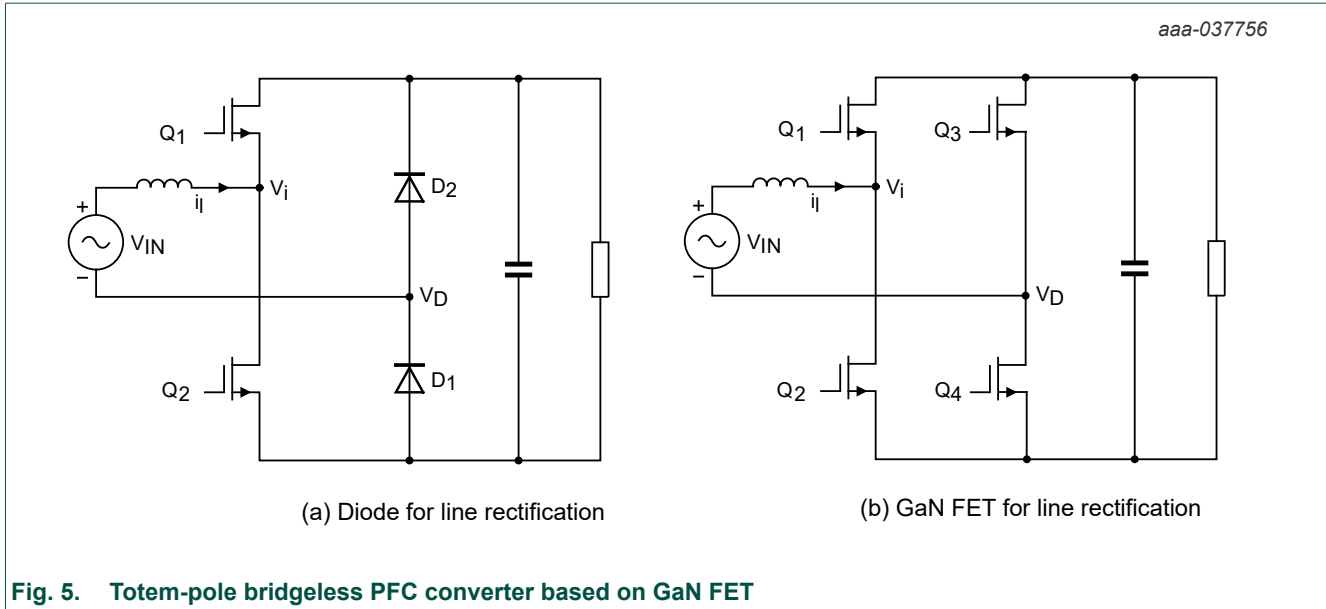 aaa-037756
Q1
Vi
il
+
VIN
−
D2
VD
Q2
D1
(a) Diode for line rectification
Q1
Q3
Vi
il
+
VIN
−
VD
Q2
Q4
(b) GaN FET for line rectification
Fig. 5. Totem-pole bridgeless PFC converter based on GaN FET